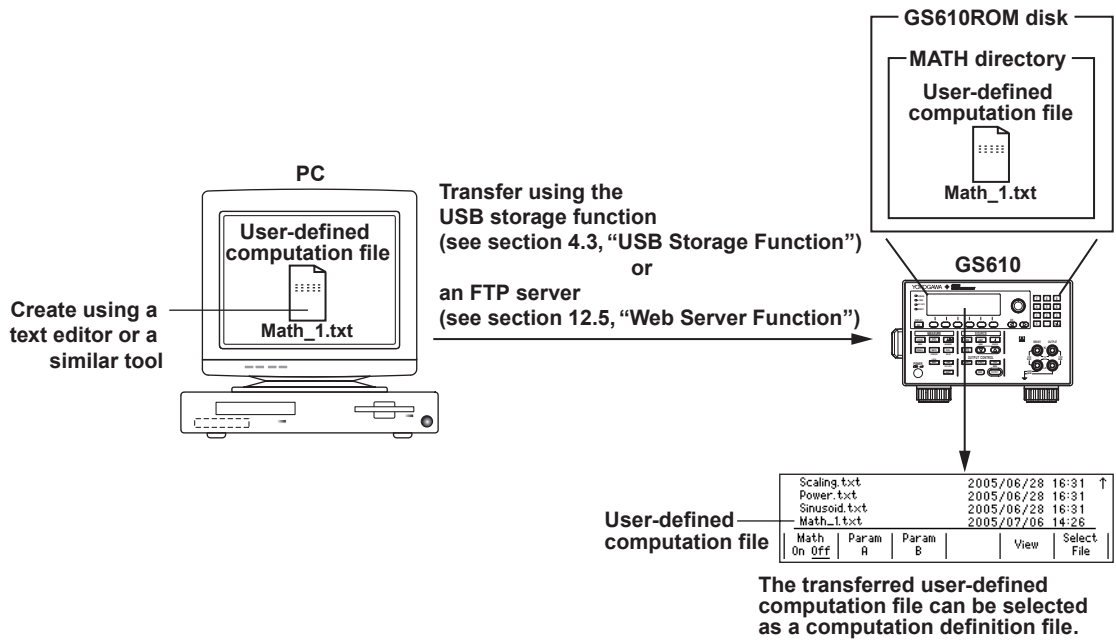 GS610ROM disk
MATH directory
User-defined
computation file
Math_1.txt
PC
User-defined
computation file
Math_1.txt
Create using a
text editor or a
similar tool
Transfer using the
USB storage function
(see section 4.3, “USB Storage Function”)
or
an FTP server
(see section 12.5, “Web Server Function”)
GS610
YOKOGAWA
OUTPUT CONTROL
User-defined
computation file
Scaling.txt 2005/06/28 16:31 ↑
Power.txt 2005/06/28 16:31
Sinusoid.txt 2005/06/28 16:31
Math_1.txt 2005/07/06 14:26
Math On Off
Param A
Param B
View
Select File
The transferred user-defined
computation file can be selected
as a computation definition file.